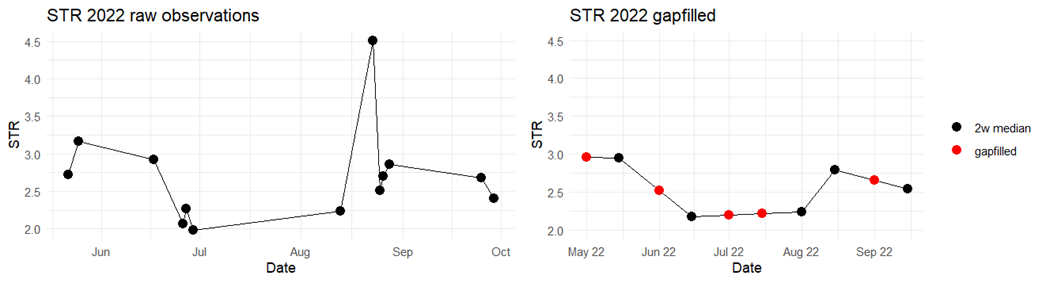 STR 2022 raw observations
4.5
4.0
3.5
3.0
2.5
2.0
STR
Jun
Jul
Aug
Sep
Oct
Date
STR 2022 gapfilled
4.5
4.0
3.5
3.0
2.5
2.0
STR
May 22
Jun 22
Jul 22
Aug 22
Sep 22
Date
2w median
gapfilled